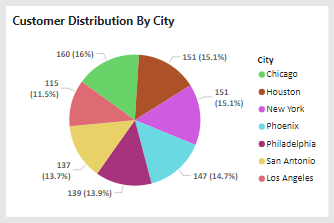 Customer Distribution By City
160 (16%)
151 (15.1%)
115
(11.5%)
151
(15.1%)
137
(13.7%)
139 (13.9%)
147 (14.7%)
City
Chicago
Houston
New York
Phoenix
Philadelphia
San Antonio
Los Angeles